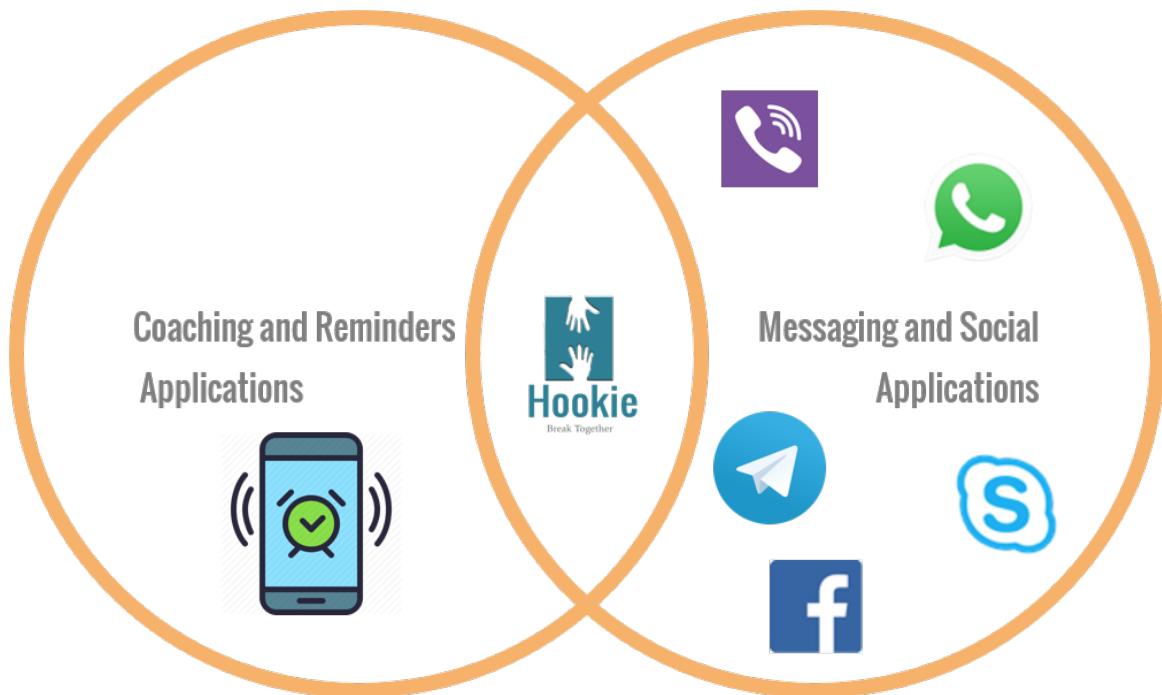 Coaching and Reminders
Applications
Hookie
Break Together
Messaging and Social
Applications